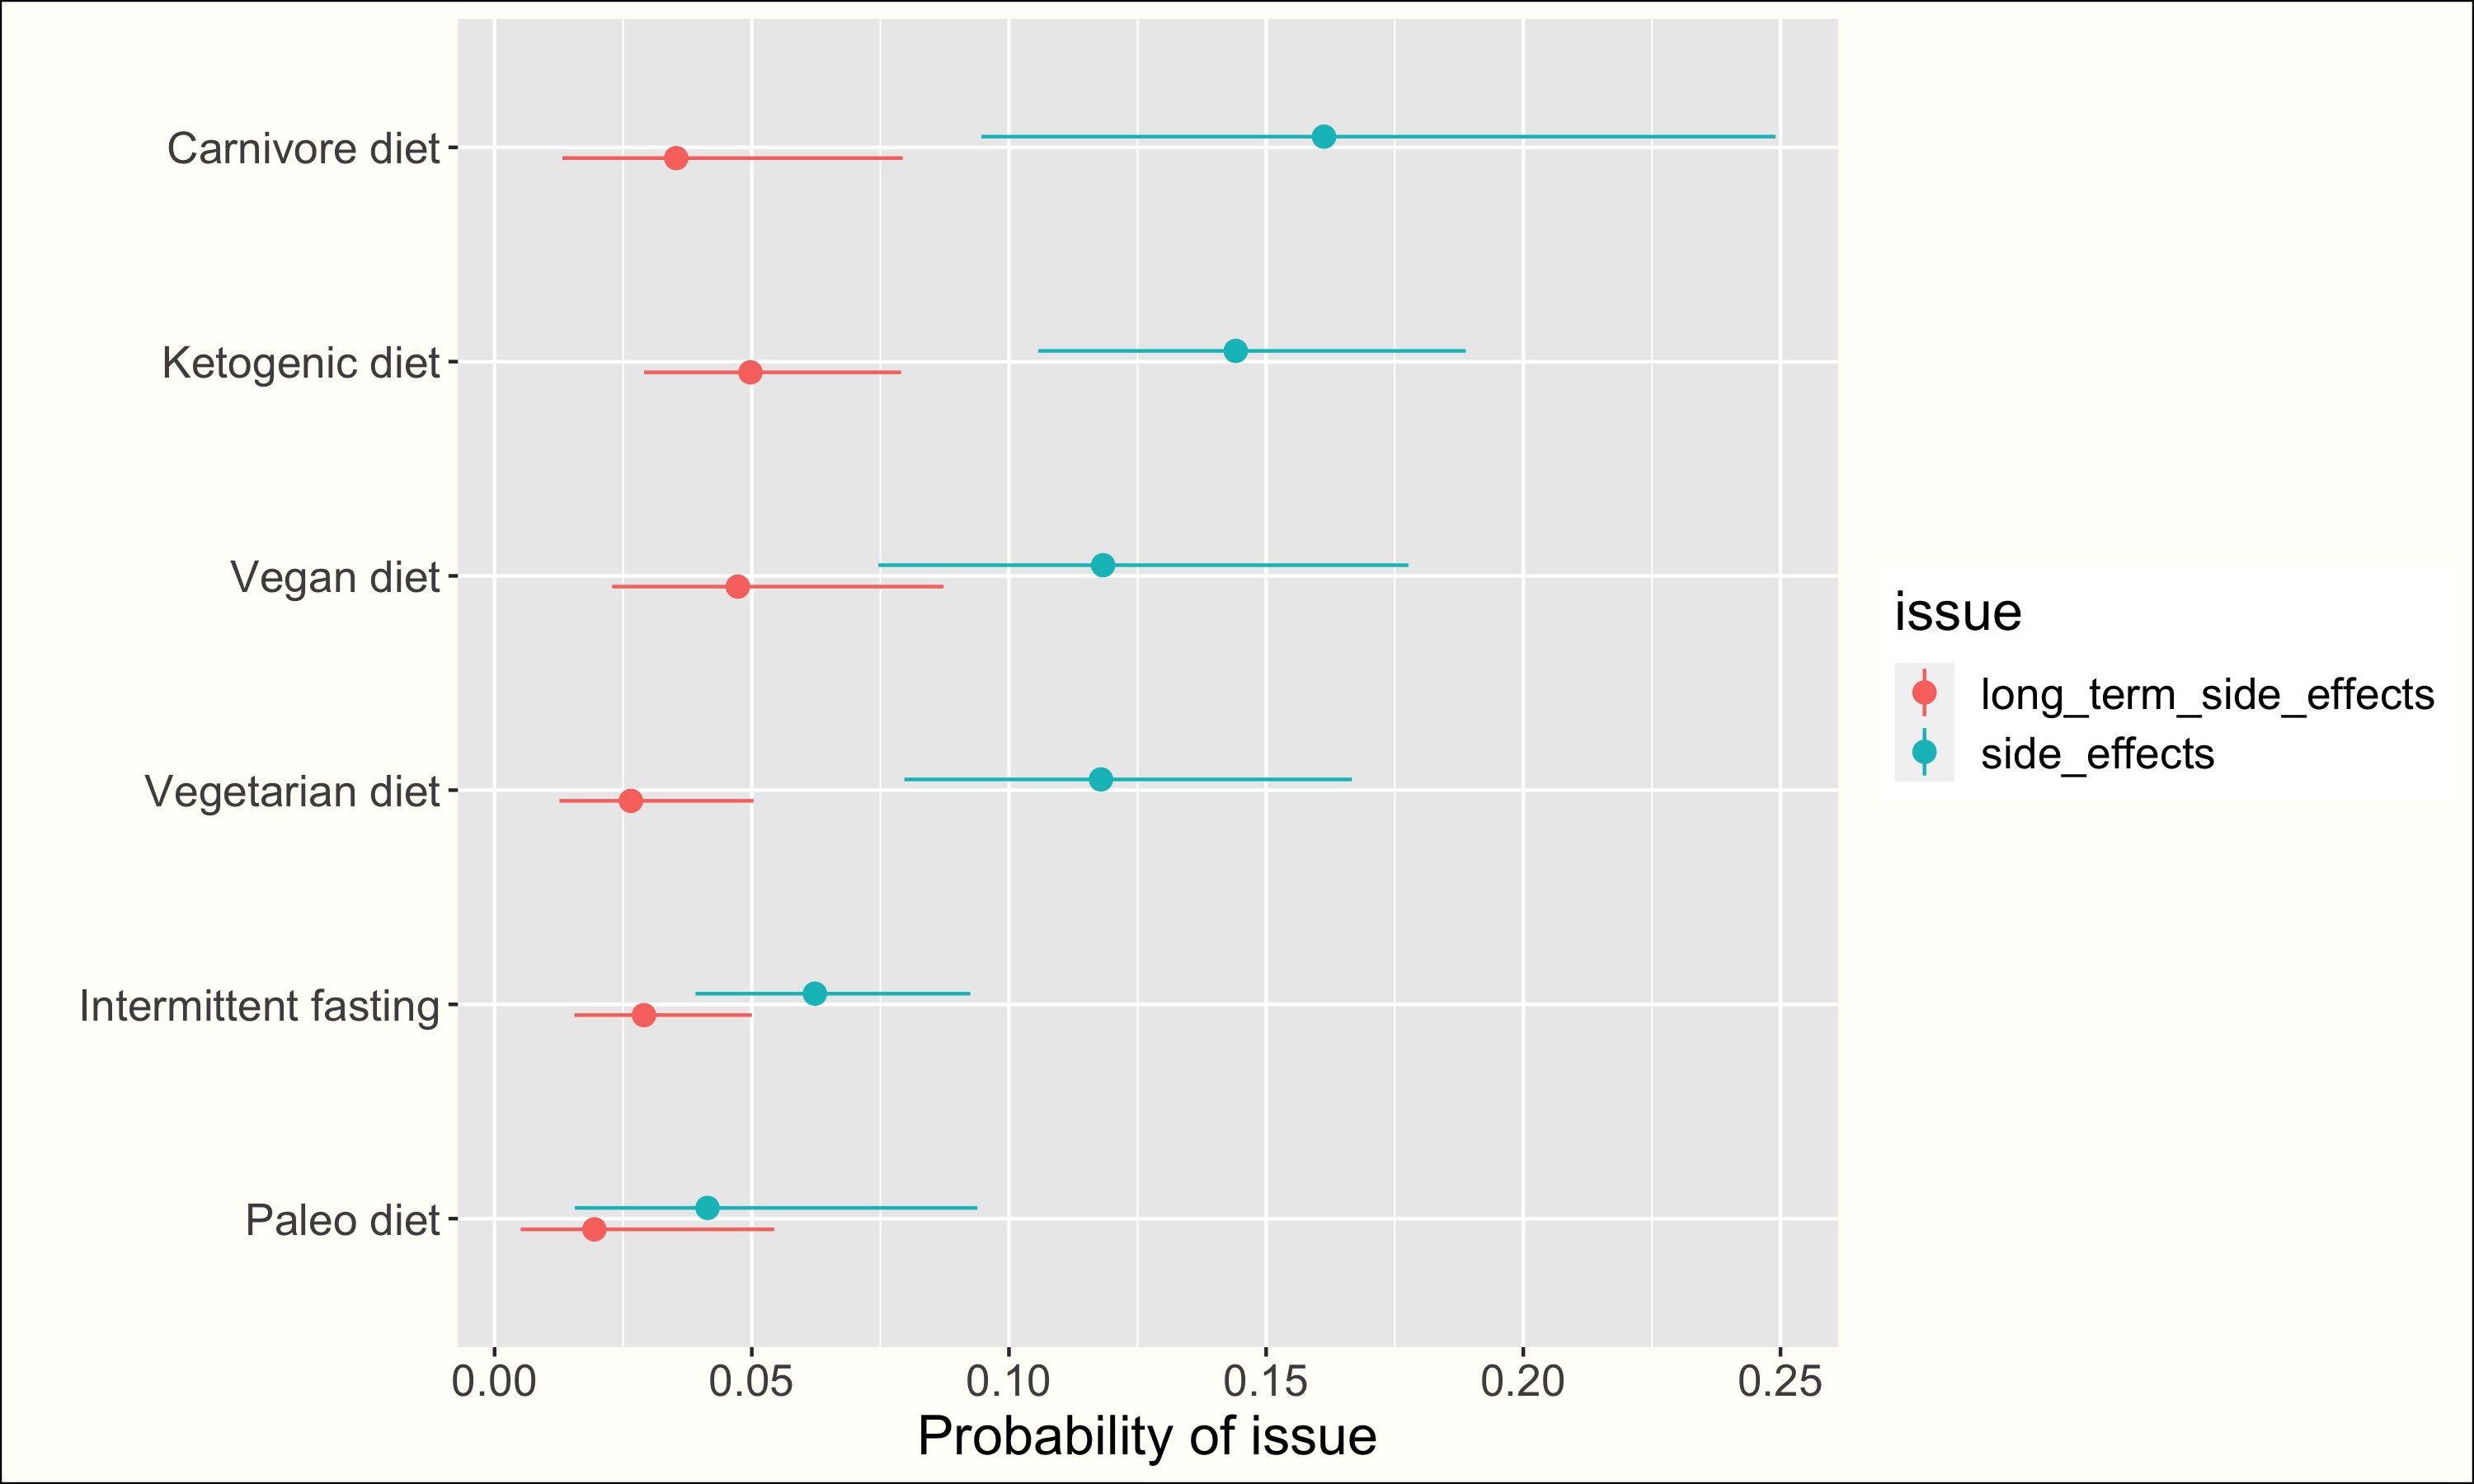 Carnivore diet
Ketogenic diet
Vegan diet
Vegetarian diet
Intermittent fasting
Paleo diet
0.00 0.05 0.10 0.15 0.20 0.25
Probability of issue
issue
long_term_side_effects
side_effects